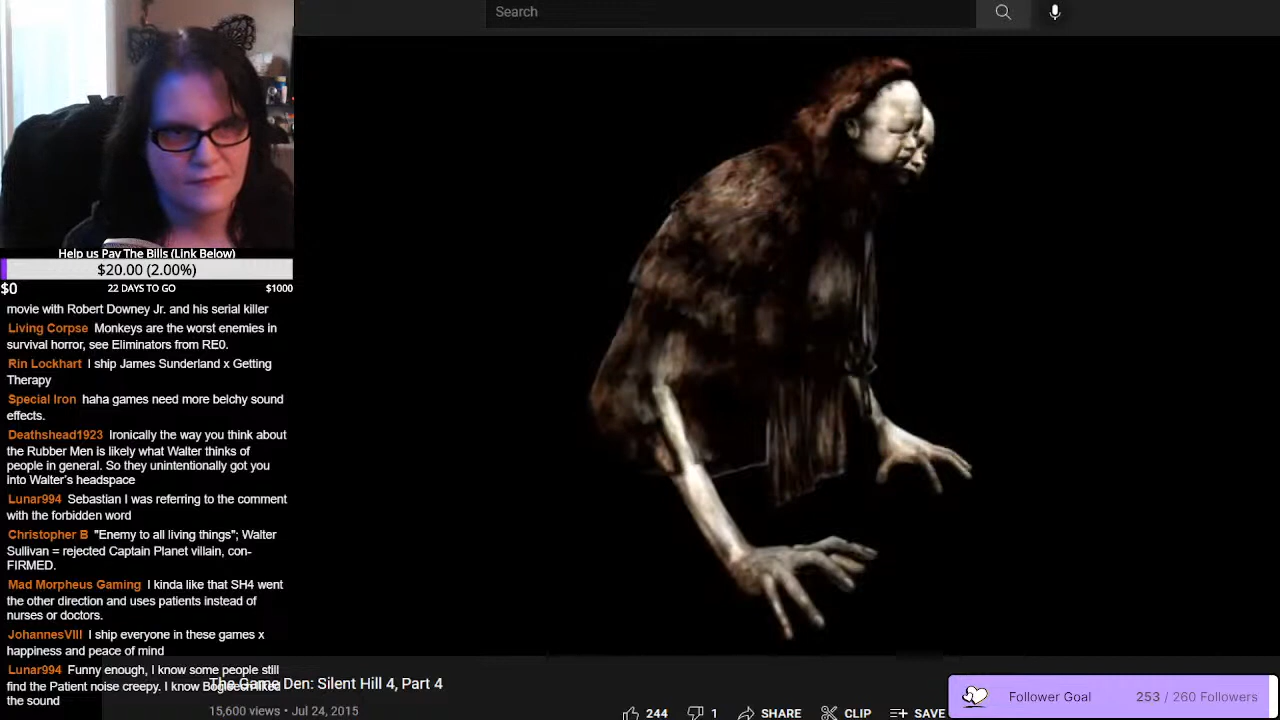 Search
Help us Pay The Bills (Link Below)
$20.00 (2.00%)
$0 22 DAYS TO GO $1000
movie with Robert Downey Jr. and his serial killer
Living Corpse Monkeys are the worst enemies in
survival horror, see Eliminators from RE0.
Rin Lockhart I ship James Sunderland x Getting
Therapy
Special Iron haha games need more belchy sound
effects.
Deathshead1923 Ironically the way you think about
the Rubber Men is likely what Walter thinks of
people in general. So they unintentionally got you
into Walter's headspace
Lunar994 Sebastian I was referring to the comment
with the forbidden word
Christopher B "Enemy to all living things"; Walter
Sullivan = rejected Captain Planet villain, con-
FIRMED.
Mad Morpheus Gaming I kinda like that SH4 went
the other direction and uses patients instead of
nurses or doctors.
JohannesVIII I ship everyone in these games x
happiness and peace of mind
Lunar994 Funny enough, I know some people still
find the Patient noise creepy. I know Bogleech liked
the sound
The Game Den: Silent Hill 4, Part 4
15,600 views • Jul 24, 2015
244 1 SHARE CLIP SAVE
Follower Goal 253 / 260 Followers